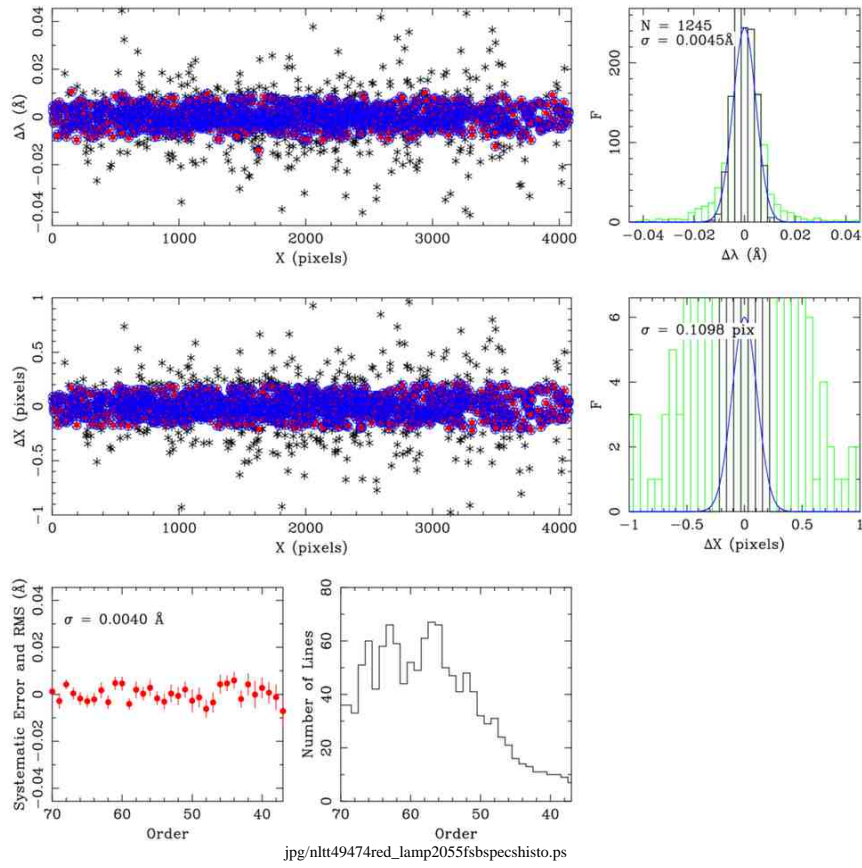 0.04
0.02
0
−0.02
−0.04
Δλ (Å)
0 1000 2000 3000 4000
X (pixels)
N = 1245
σ = 0.0045Å
200
100
0
F
−0.04 −0.02 0 0.02 0.04
Δλ (Å)
1
0.5
0
−0.5
−1
ΔX (pixels)
0 1000 2000 3000 4000
X (pixels)
σ = 0.1098 pix
6
4
2
0
F
−1 −0.5 0 0.5 1
ΔX (pixels)
Systematic Error and RMS (Å)
0.04
0.02
0
−0.02
−0.04
σ = 0.0040 Å
70 60 50 40
Order
Number of Lines
80
60
40
20
0
70 60 50 40
Order
jpg/nltt49474red_lamp2055fsbspecshisto.ps